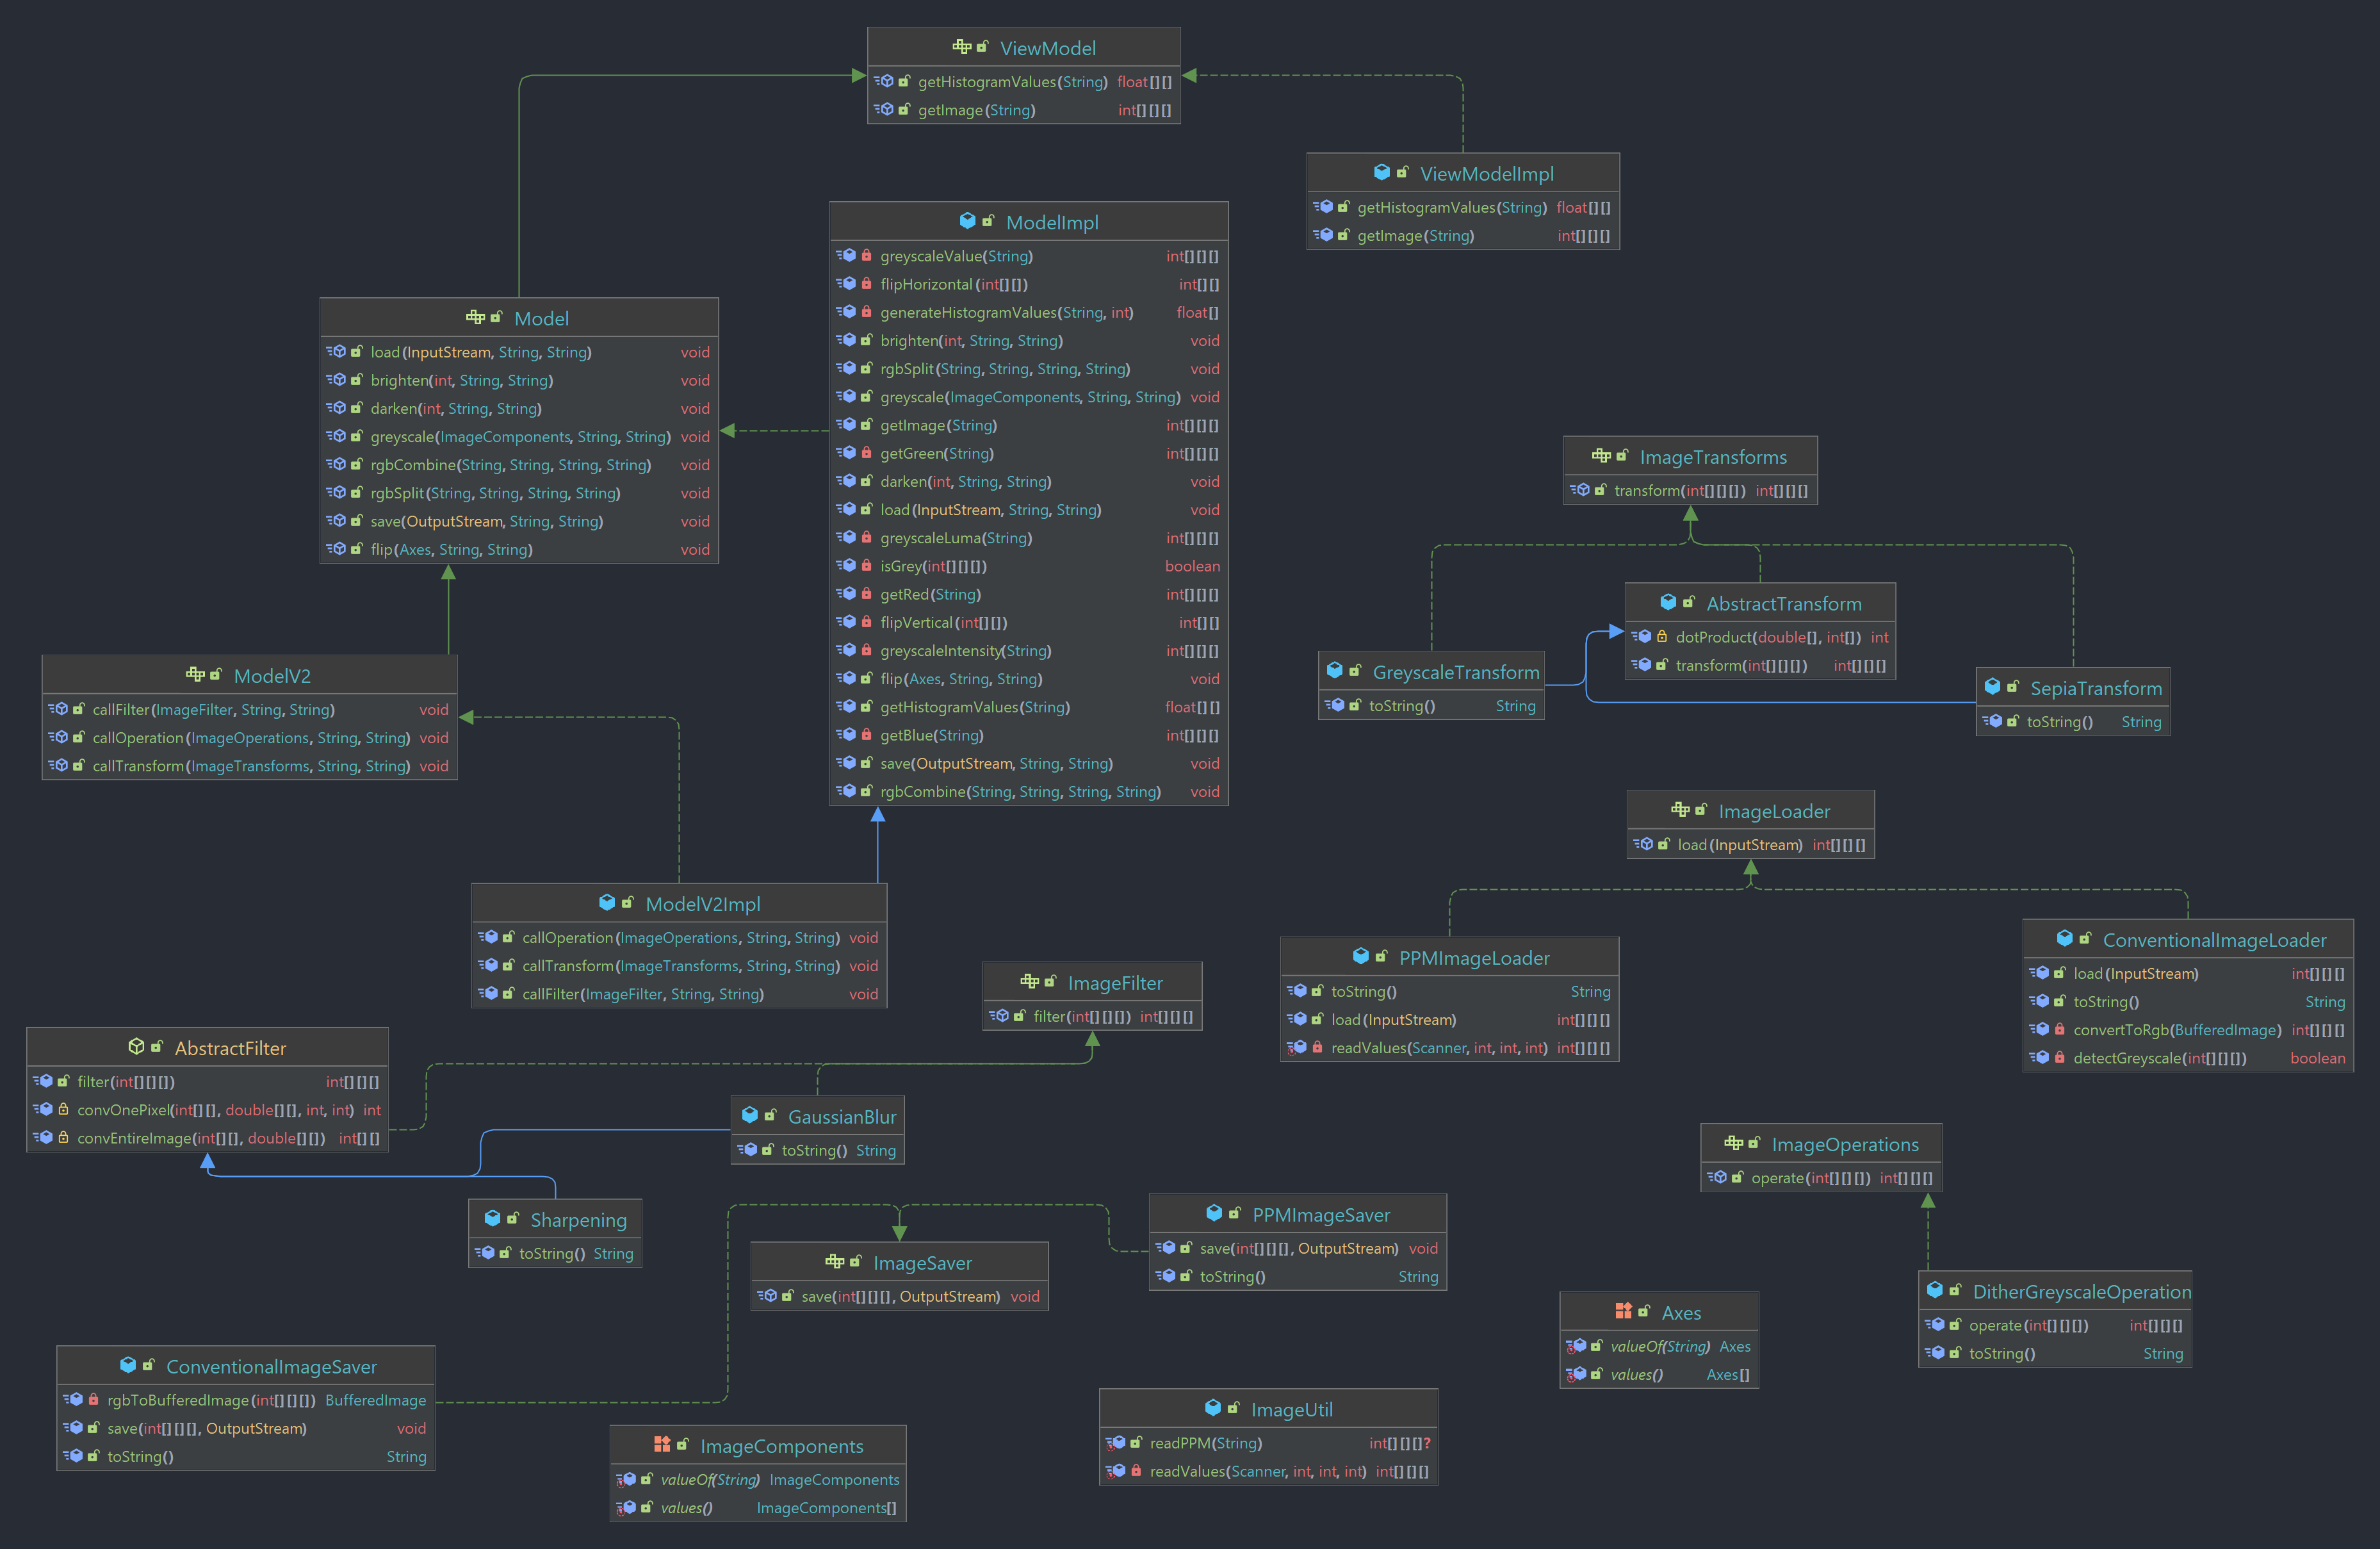 ViewModel
getHistogramValues(String) float[][]
getImage(String) int[][][]
ViewModelImpl
getHistogramValues(String) float[][]
getImage(String) int[][][]
ModelImpl
greyscaleValue(String) int[][][]
flipHorizontal(int[][]) int[][]
generateHistogramValues(String, int) float[]
brighten(int, String, String) void
rgbSplit(String, String, String, String) void
greyscale(ImageComponents, String, String) void
getImage(String) int[][][]
getGreen(String) int[][][]
darken(int, String, String) void
load(InputStream, String, String) void
greyscaleLuma(String) int[][][]
isGrey(int[][][]) boolean
getRed(String) int[][][]
flipVertical(int[][]) int[][]
greyscaleIntensity(String) int[][][]
flip(Axes, String, String) void
getHistogramValues(String) float[][]
getBlue(String) int[][][]
save(OutputStream, String, String) void
rgbCombine(String, String, String, String) void
Model
load(InputStream, String, String) void
brighten(int, String, String) void
darken(int, String, String) void
greyscale(ImageComponents, String, String) void
rgbCombine(String, String, String, String) void
rgbSplit(String, String, String, String) void
save(OutputStream, String, String) void
flip(Axes, String, String) void
ImageTransforms
transform(int[][][]) int[][][]
AbstractTransform
dotProduct(double[], int[]) int
transform(int[][][]) int[][][]
GreyscaleTransform
toString() String
SepiaTransform
toString() String
ModelV2
callFilter(ImageFilter, String, String) void
callOperation(ImageOperations, String, String) void
callTransform(ImageTransforms, String, String) void
ImageLoader
load(InputStream) int[][][]
ModelV2Impl
callOperation(ImageOperations, String, String) void
callTransform(ImageTransforms, String, String) void
callFilter(ImageFilter, String, String) void
PPMImageLoader
toString() String
load(InputStream) int[][][]
readValues(Scanner, int, int, int) int[][][]
ConventionalImageLoader
load(InputStream) int[][][]
toString() String
convertToRgb(BufferedImage) int[][][]
detectGreyscale(int[][][]) boolean
ImageFilter
filter(int[][][]) int[][][]
AbstractFilter
filter(int[][][]) int[][][]
convOnePixel(int[][], double[][], int, int) int
convEntireImage(int[][], double[][]) int[][]
GaussianBlur
toString() String
ImageOperations
operate(int[][][]) int[][][]
Sharpening
toString() String
PPMImageSaver
save(int[][][], OutputStream) void
toString() String
ImageSaver
save(int[][][], OutputStream) void
DitherGreyscaleOperation
operate(int[][][]) int[][][]
toString() String
Axes
valueOf(String) Axes
values() Axes[]
ConventionalImageSaver
rgbToBufferedImage(int[][][]) BufferedImage
save(int[][][], OutputStream) void
toString() String
ImageUtil
readPPM(String) int[][][]?
readValues(Scanner, int, int, int) int[][][]
ImageComponents
valueOf(String) ImageComponents
values() ImageComponents[]